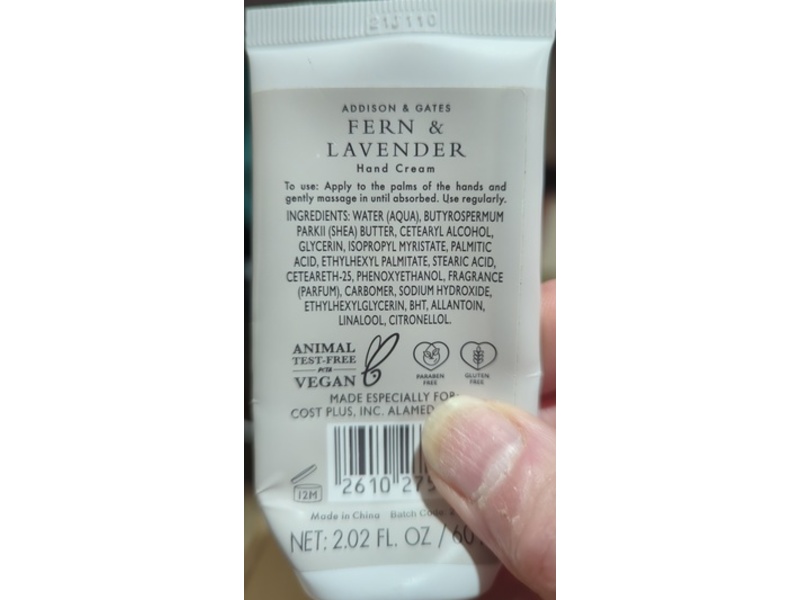 ADDISON & GATES
FERN &
LAVENDER
Hand Cream
To use: Apply to the palms of the hands and
gently massage in until absorbed. Use regularly.
INGREDIENTS: WATER (AQUA), BUTYROSPERMUM
PARKII (SHEA) BUTTER, CETEARYL ALCOHOL,
GLYCERIN, ISOPROPYL MYRISTATE, PALMITIC
ACID, ETHYLHEXYL PALMITATE, STEARIC ACID,
CETEARETH-25, PHENOXYETHANOL, FRAGRANCE
(PARFUM), CARBOMER, SODIUM HYDROXIDE,
ETHYLHEXYLGLYCERIN, BHT, ALLANTOIN,
LINALOOL, CITRONELLOL.
ANIMAL
TEST-FREE
PETA
VEGAN
PARABEN
FREE
GLUTEN
FREE
MADE ESPECIALLY FOR:
COST PLUS, INC. ALAMED
2610 275
12M
Made in China Batch Code:
NET: 2.02 FL. OZ / 60